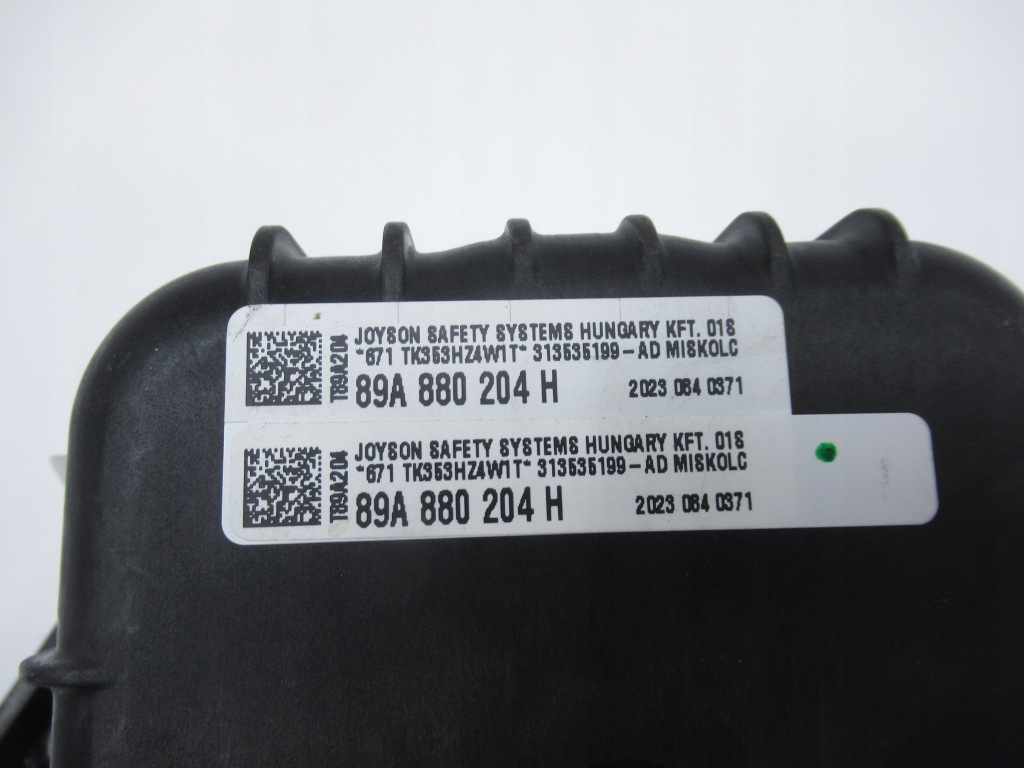 JOYSON SAFETY SYSTEMS HUNGARY KFT. 01S
*671 TK353HZ4W1T* 313535199-AD MISKOLC
T89A204
89A 880 204 H 2023 084 0371
JOYSON SAFETY SYSTEMS HUNGARY KFT. 01S
*671 TK353HZ4W1T* 313535199-AD MISKOLC
T89A204
89A 880 204 H 2023 084 0371